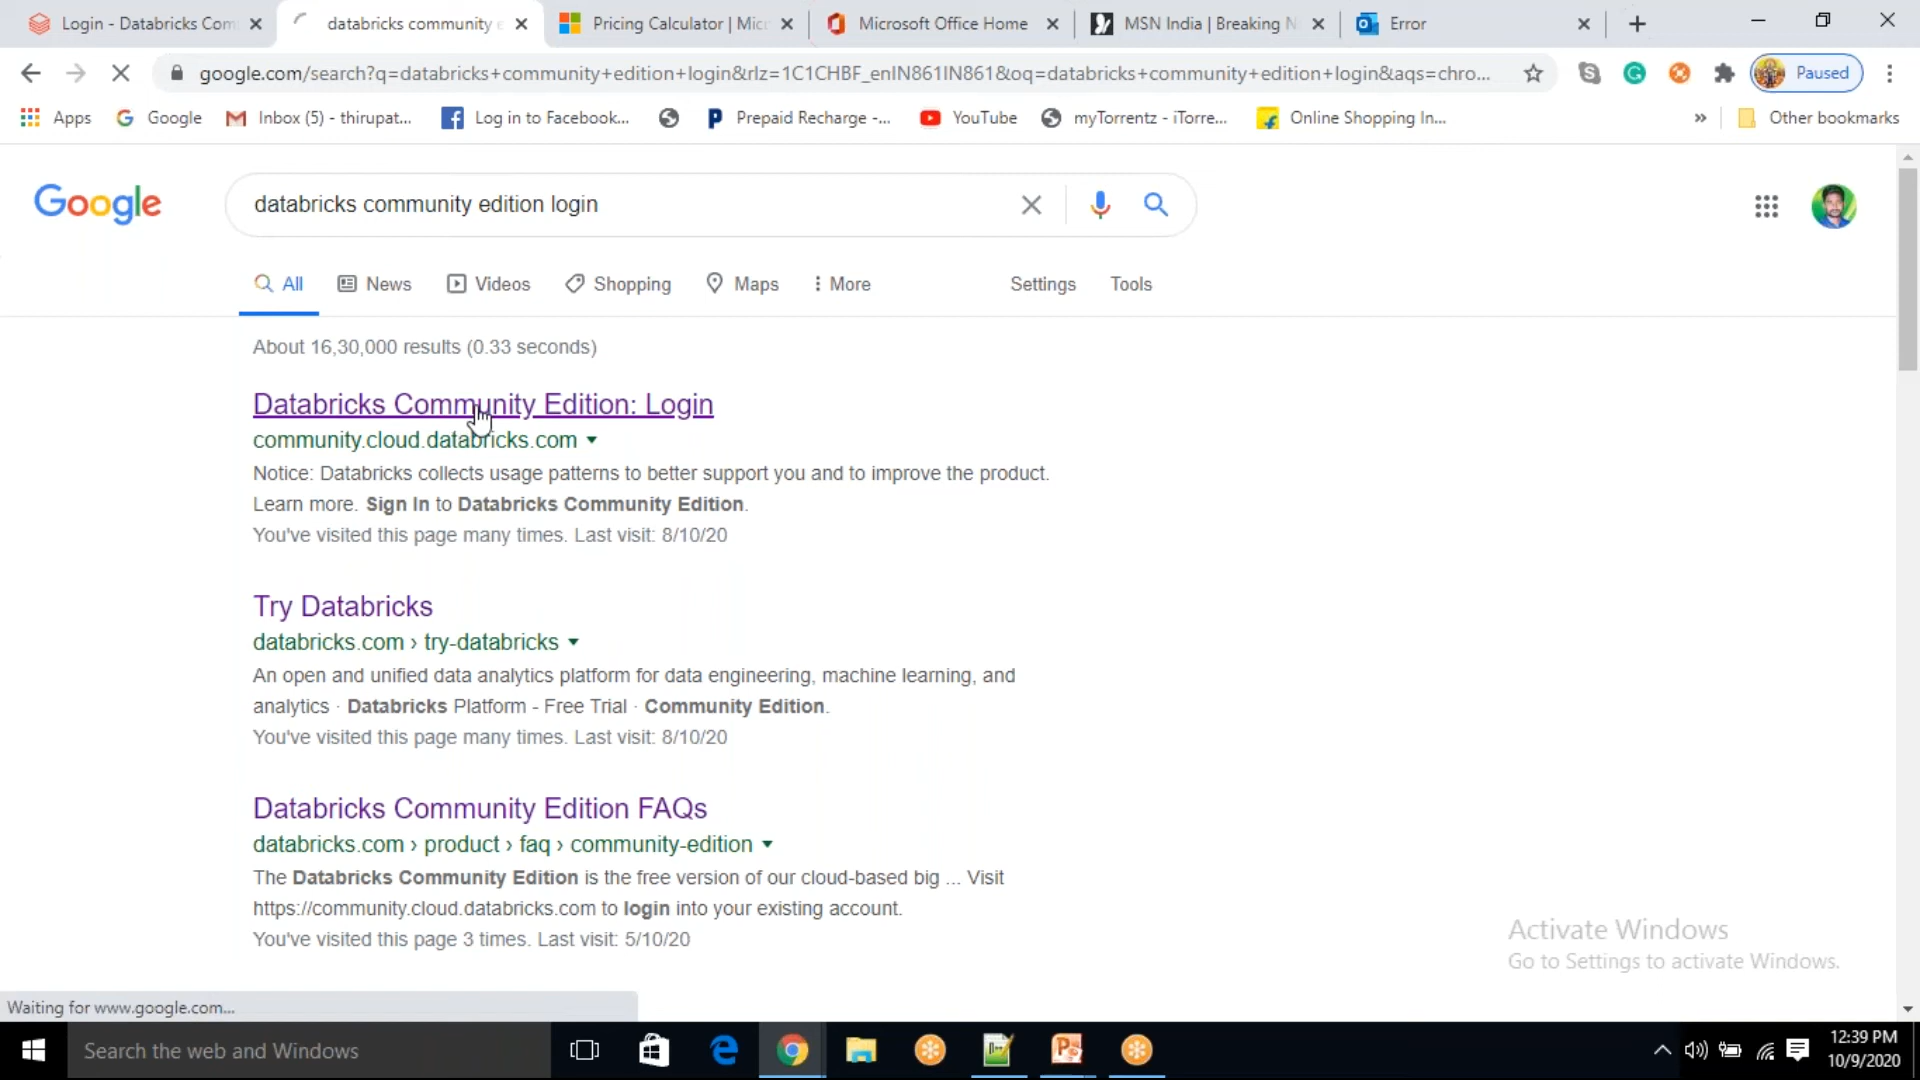 Login - Databricks Com
databricks community e
Pricing Calculator | Mic
Microsoft Office Home
MSN India | Breaking N
Error
google.com/search?q=databricks+community+edition+login&rlz=1C1CHBF_enIN861IN861&oq=databricks+community+edition+login&aqs=chro...
Paused
Apps
Google
Inbox (5) - thirupat...
Log in to Facebook...
Prepaid Recharge -...
YouTube
myTorrentz - iTorre...
Online Shopping In...
»
Other bookmarks
Google
databricks community edition login
All
News
Videos
Shopping
Maps
More
Settings
Tools
About 16,30,000 results (0.33 seconds)
Databricks Community Edition: Login
community.cloud.databricks.com
Notice: Databricks collects usage patterns to better support you and to improve the product.
Learn more. Sign In to Databricks Community Edition.
You've visited this page many times. Last visit: 8/10/20
Try Databricks
databricks.com › try-databricks
An open and unified data analytics platform for data engineering, machine learning, and
analytics · Databricks Platform - Free Trial · Community Edition.
You've visited this page many times. Last visit: 8/10/20
Databricks Community Edition FAQs
databricks.com › product › faq › community-edition
The Databricks Community Edition is the free version of our cloud-based big ... Visit
https://community.cloud.databricks.com to login into your existing account.
You've visited this page 3 times. Last visit: 5/10/20
Activate Windows
Go to Settings to activate Windows.
Waiting for www.google.com...
Search the web and Windows
12:39 PM
10/9/2020